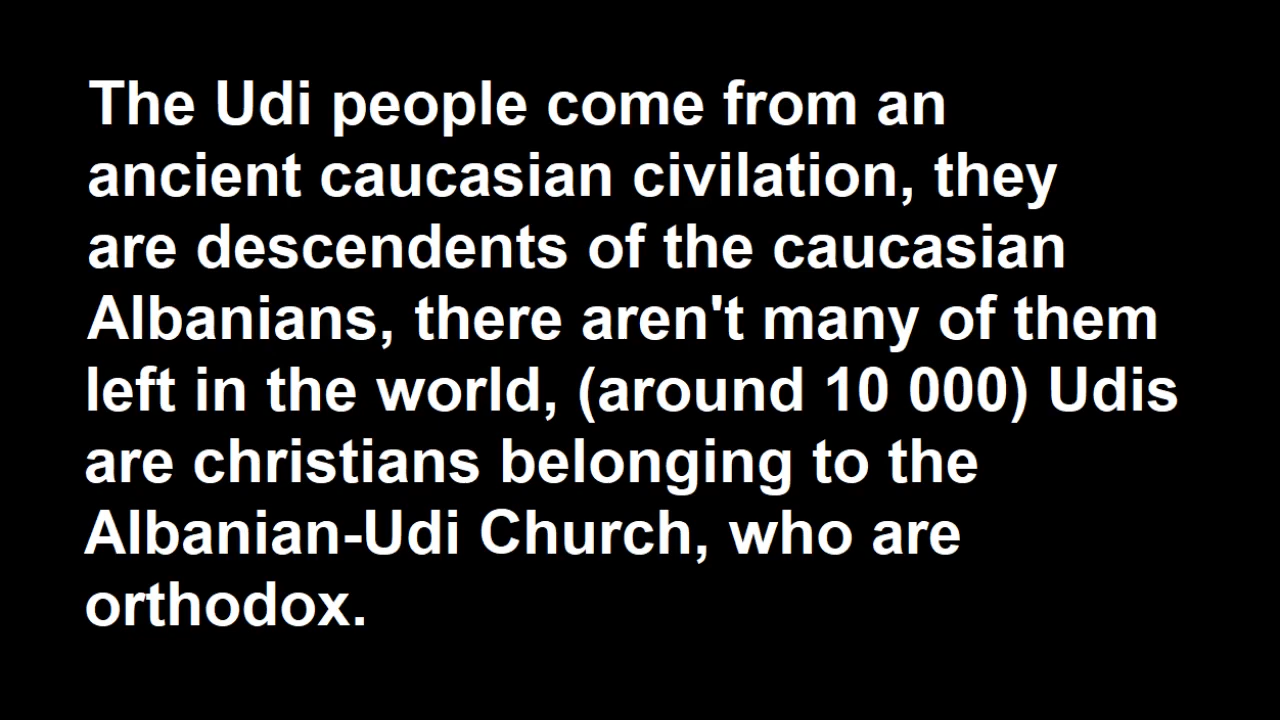 The Udi people come from an
ancient caucasian civilation, they
are descendents of the caucasian
Albanians, there aren't many of them
left in the world, (around 10 000) Udis
are christians belonging to the
Albanian-Udi Church, who are
orthodox.